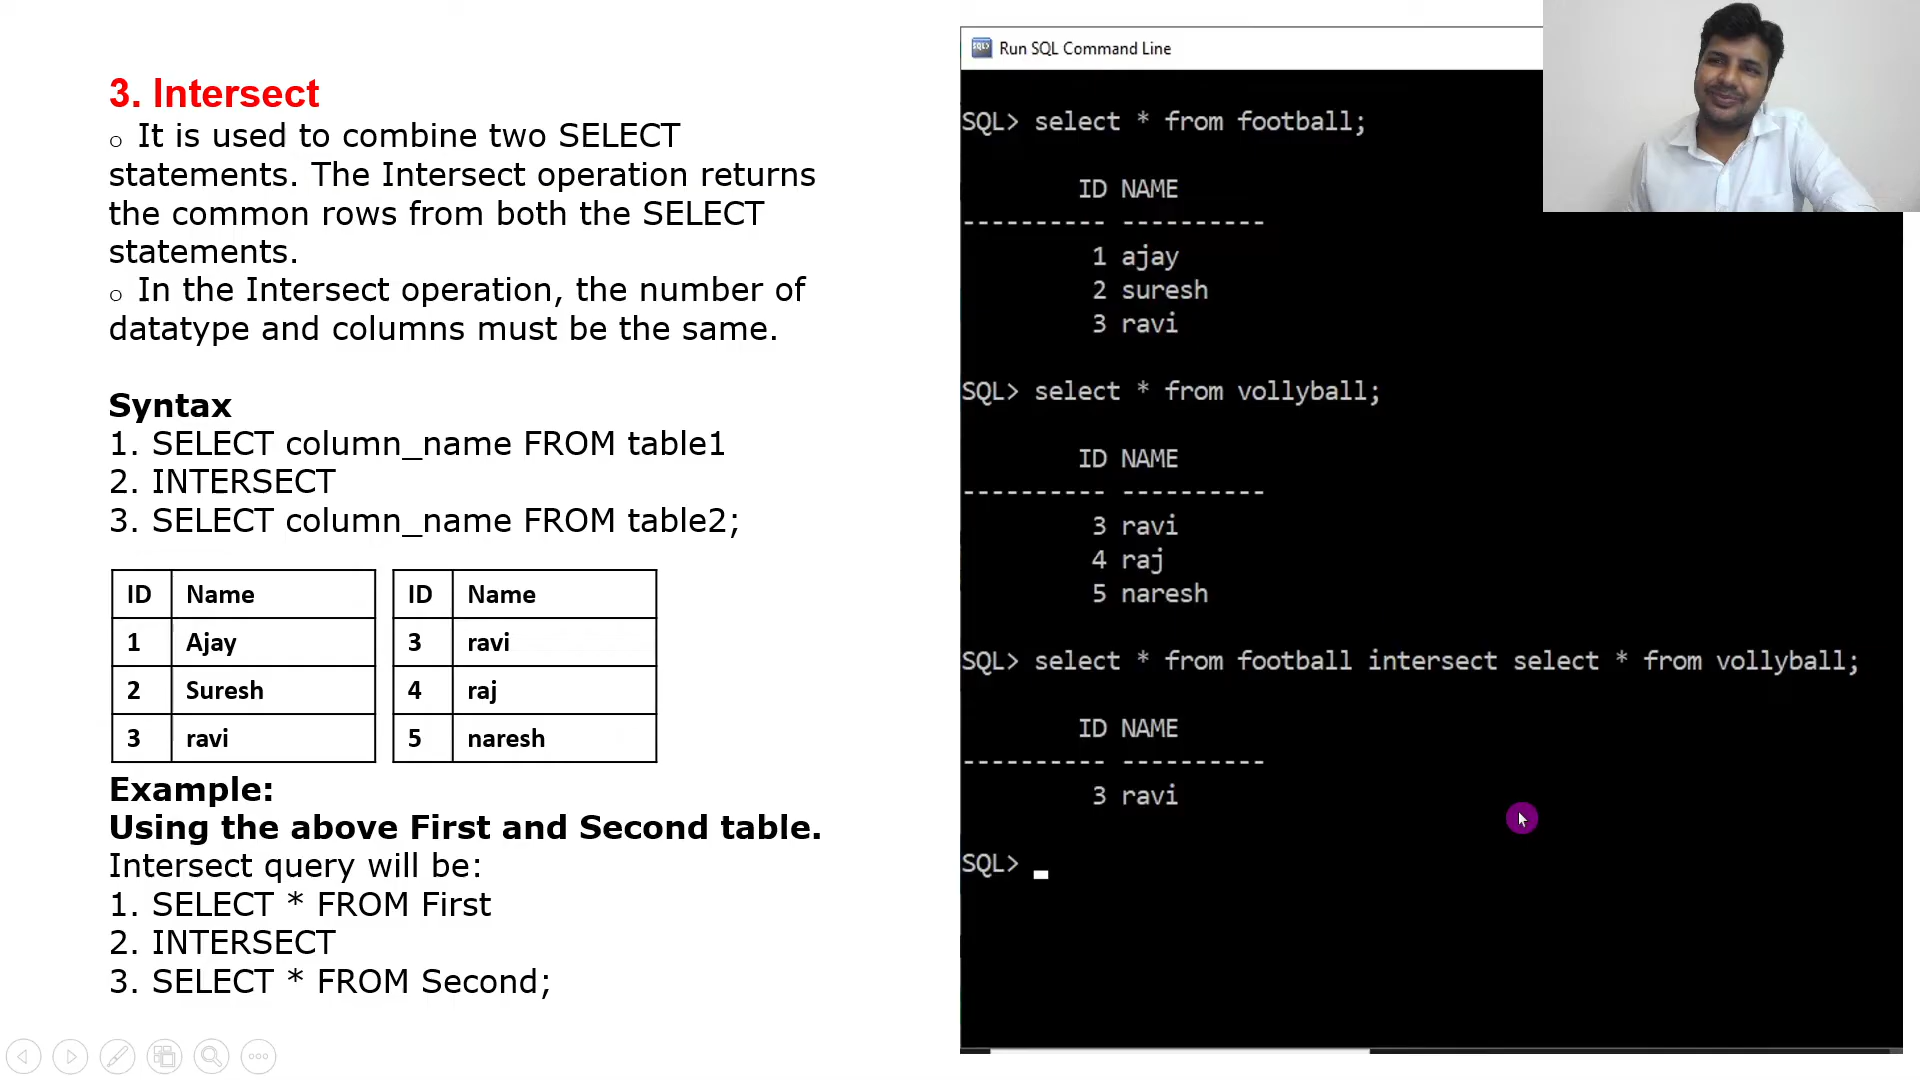 3. Intersect
o It is used to combine two SELECT
statements. The Intersect operation returns
the common rows from both the SELECT
statements.
o In the Intersect operation, the number of
datatype and columns must be the same.
Syntax
1. SELECT column_name FROM table1
2. INTERSECT
3. SELECT column_name FROM table2;
ID Name ID Name
1 Ajay 3 ravi
2 Suresh 4 raj
3 ravi 5 naresh
Example:
Using the above First and Second table.
Intersect query will be:
1. SELECT * FROM First
2. INTERSECT
3. SELECT * FROM Second;
SQL> Run SQL Command Line
SQL> select * from football;
ID NAME
---------- ----------
1 ajay
2 suresh
3 ravi
SQL> select * from vollyball;
ID NAME
---------- ----------
3 ravi
4 raj
5 naresh
SQL> select * from football intersect select * from vollyball;
ID NAME
---------- ----------
3 ravi
SQL> _